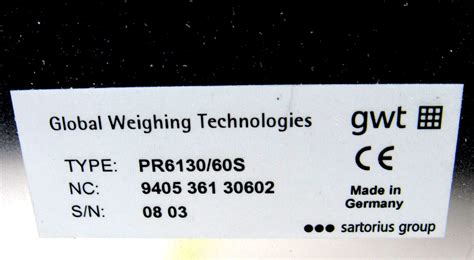 Global Weighing Technologies
gwt
TYPE: PR6130/60S
NC: 9405 361 30602
S/N: 08 03
Made in
Germany
CE
sartorius group